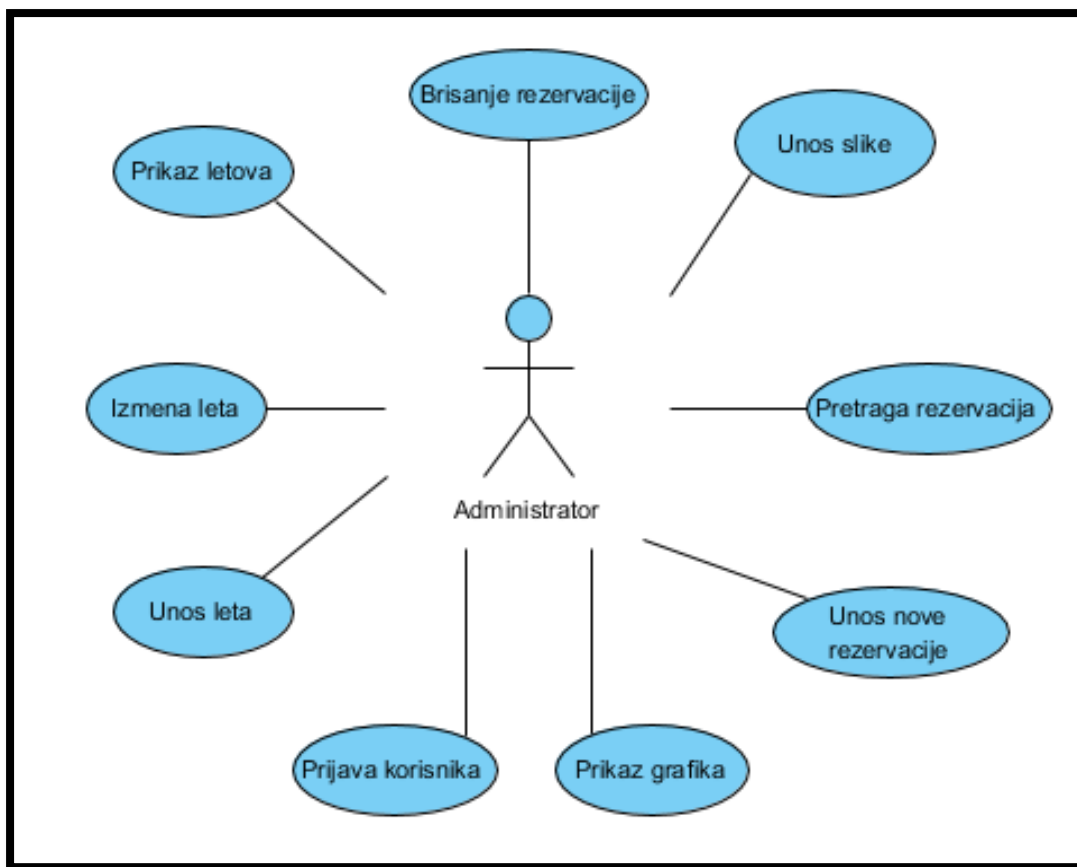 Brisanje rezervacije
Unos slike
Prikaz letova
Izmena leta
Pretraga rezervacija
Administrator
Unos leta
Unos nove
rezervacije
Prijava korisnika
Prikaz grafika